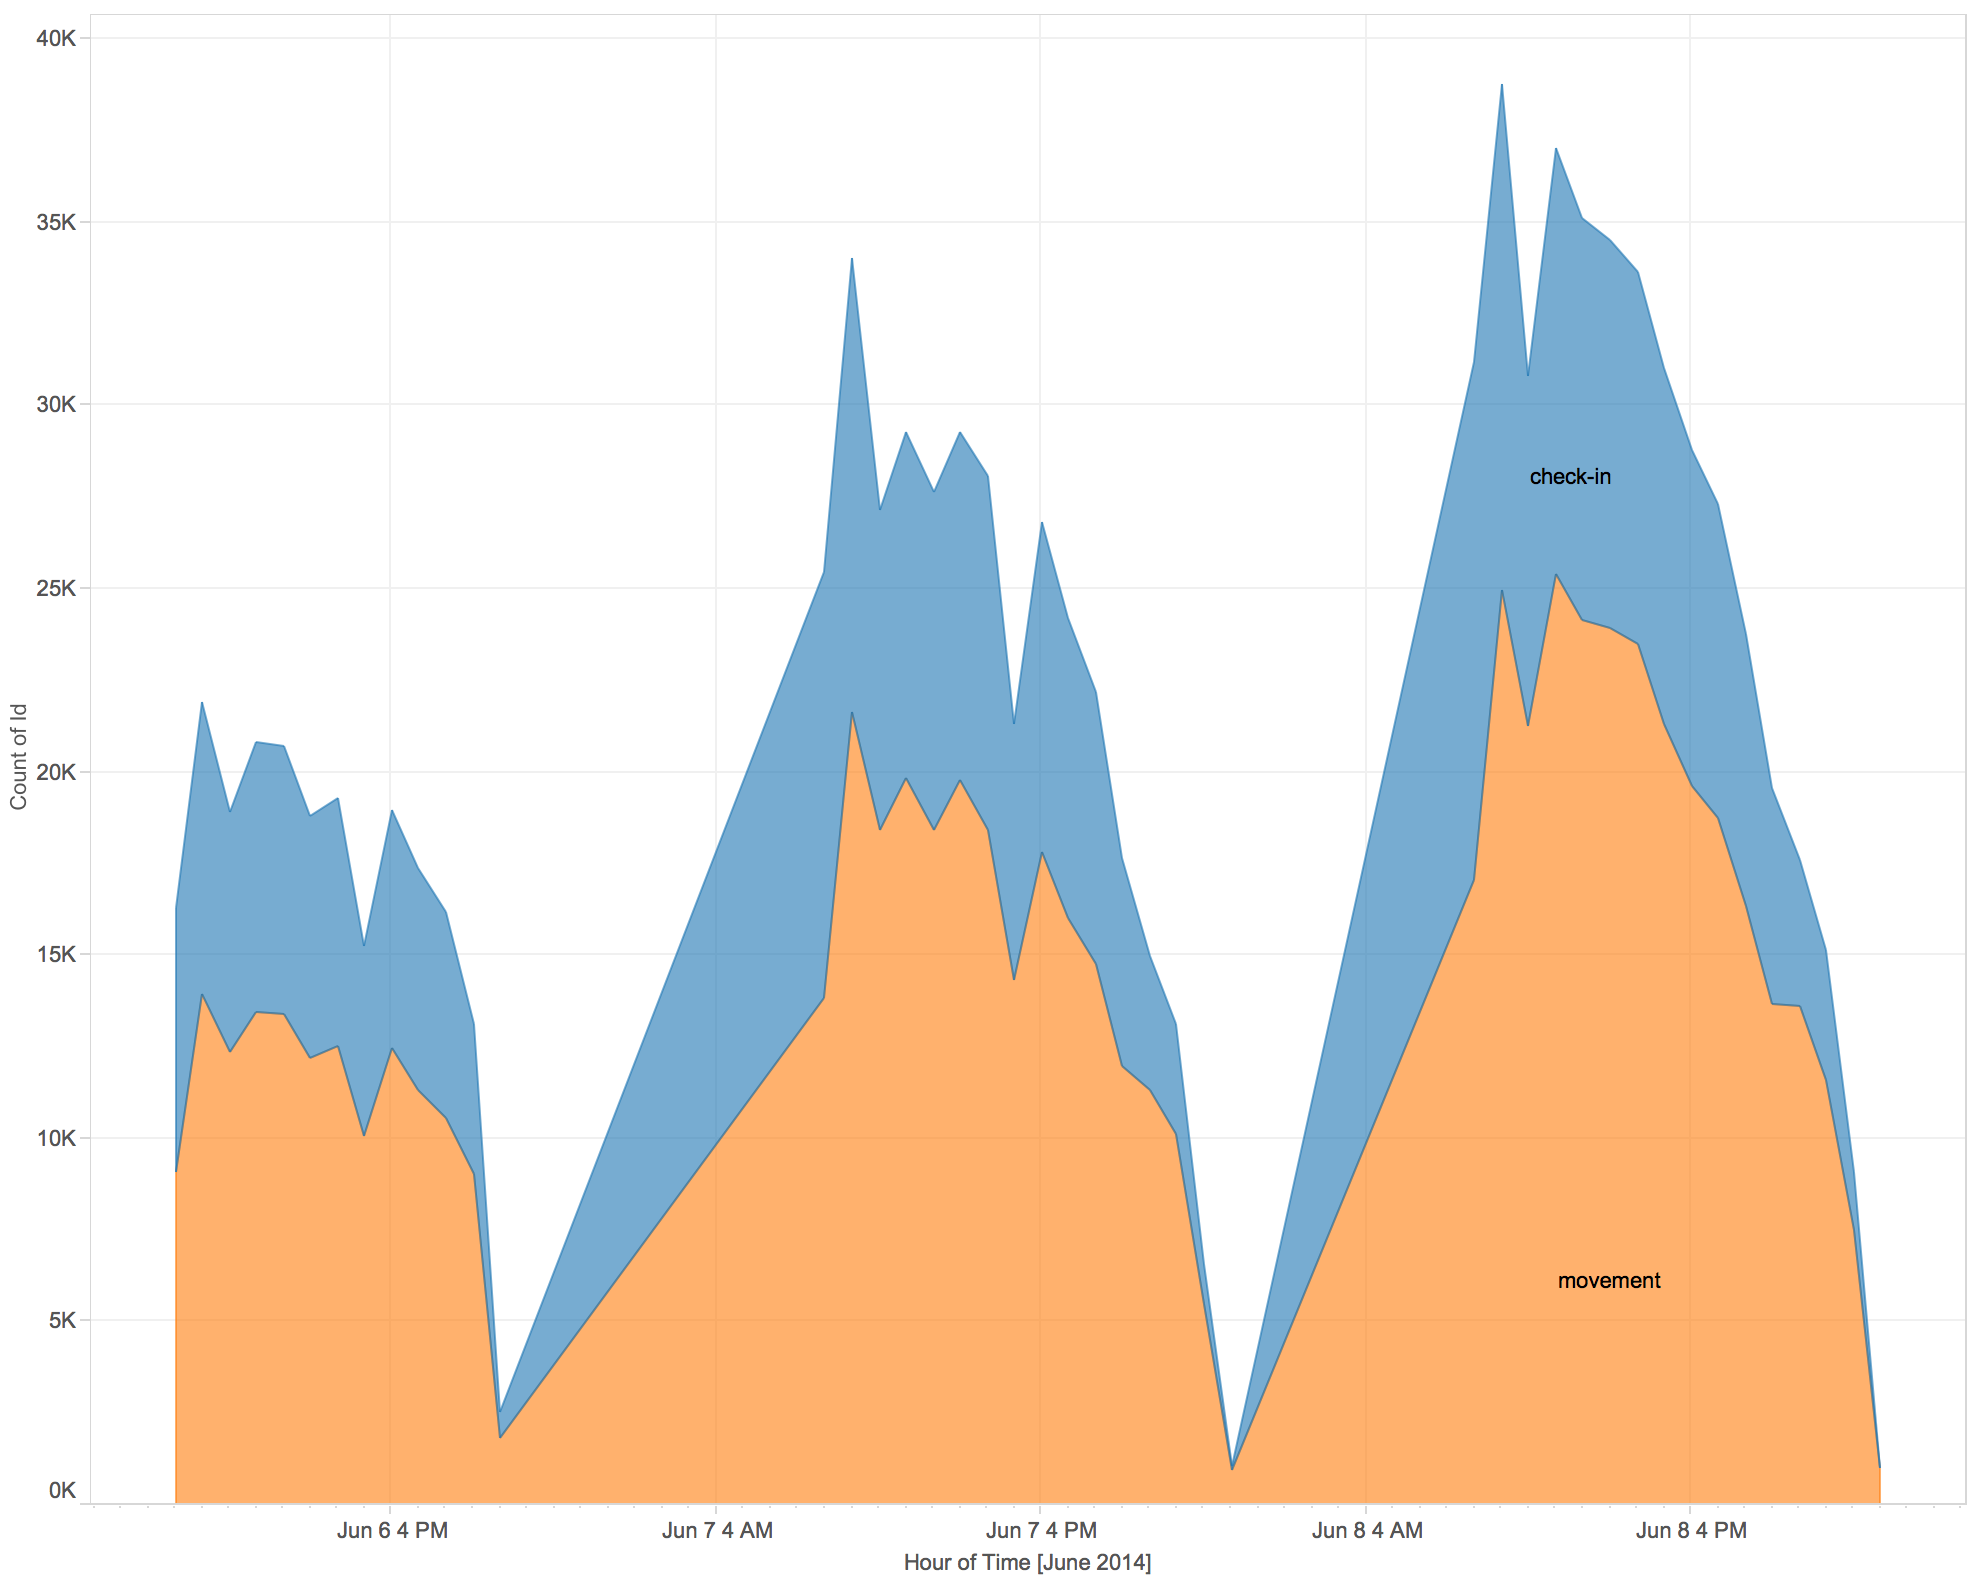 40K
35K
30K
25K
20K
15K
10K
5K
0K
Count of Id
check-in
movement
Jun 6 4 PM
Jun 7 4 AM
Jun 7 4 PM
Jun 8 4 AM
Jun 8 4 PM
Hour of Time [June 2014]